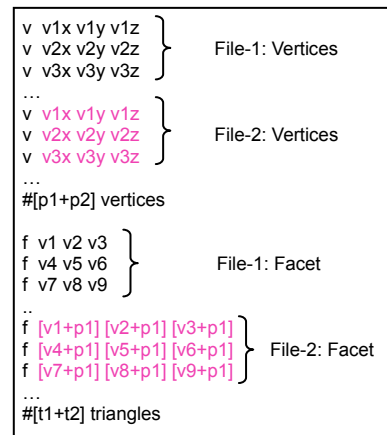 v v1x v1y v1z
v v2x v2y v2z
v v3x v3y v3z
File-1: Vertices
...
v v1x v1y v1z
v v2x v2y v2z
v v3x v3y v3z
File-2: Vertices
...
#[p1+p2] vertices
f v1 v2 v3
f v4 v5 v6
f v7 v8 v9
File-1: Facet
..
f [v1+p1] [v2+p1] [v3+p1]
f [v4+p1] [v5+p1] [v6+p1]
f [v7+p1] [v8+p1] [v9+p1]
File-2: Facet
...
#[t1+t2] triangles